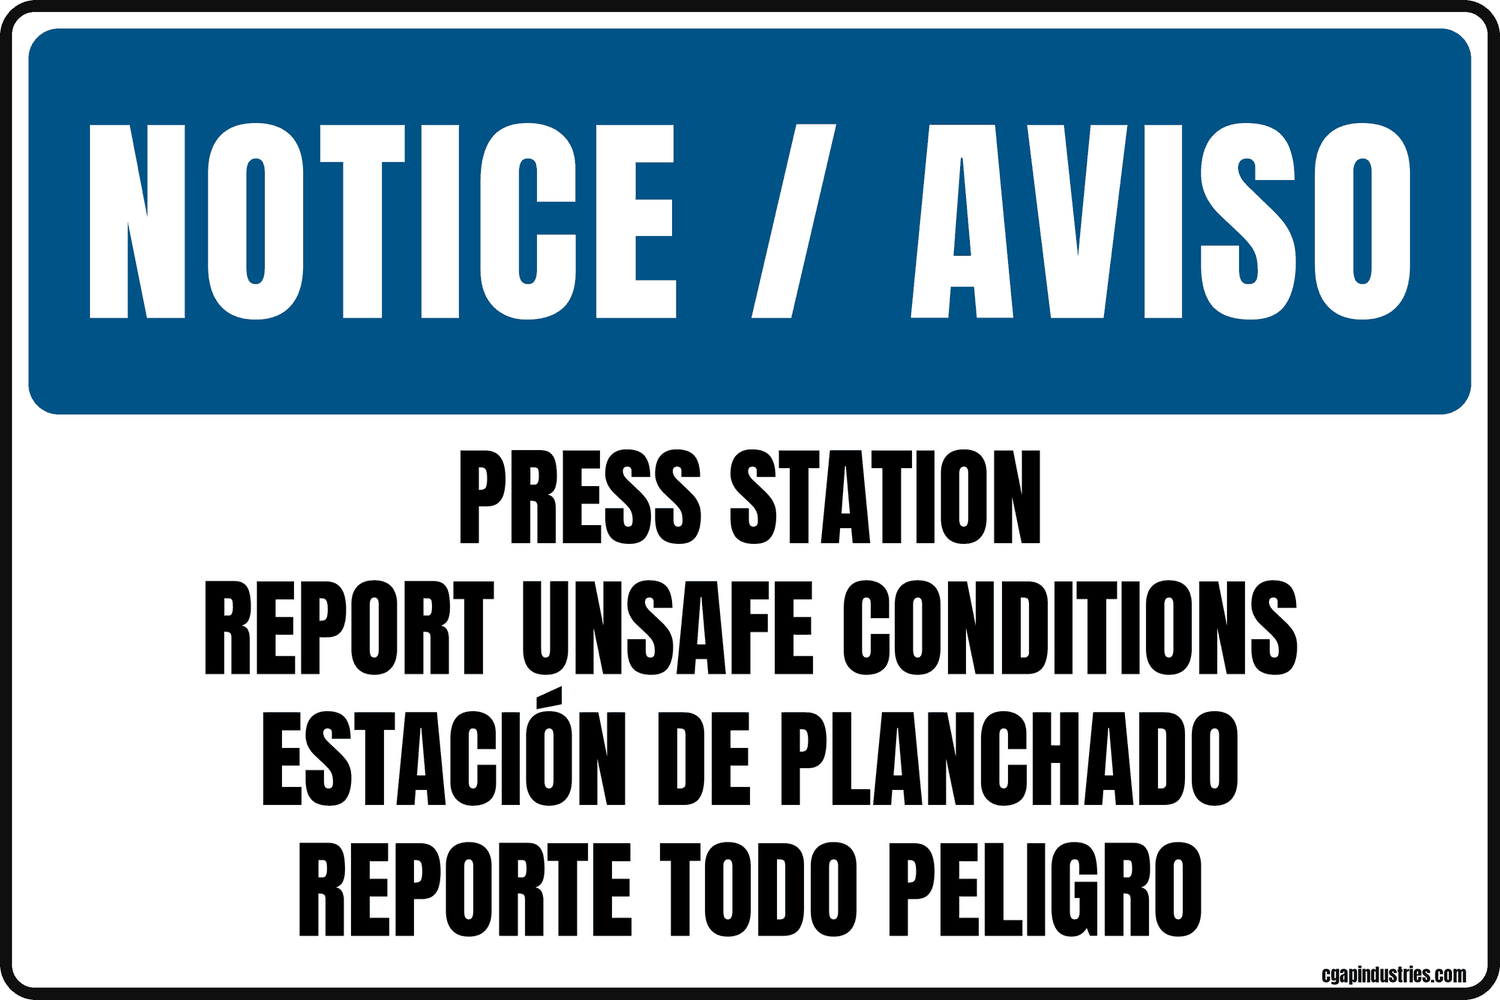 NOTICE / AVISO
PRESS STATION
REPORT UNSAFE CONDITIONS
ESTACIÓN DE PLANCHADO
REPORTE TODO PELIGRO
cgapindustries.com